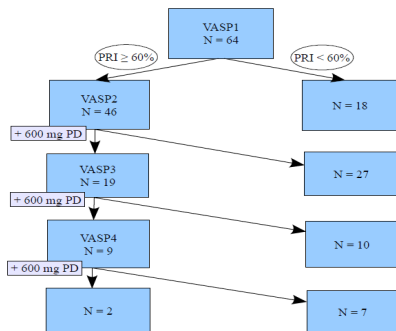 VASP1
N = 64
PRI ≥ 60%
PRI < 60%
VASP2
N = 46
N = 18
+ 600 mg PD
VASP3
N = 19
N = 27
+ 600 mg PD
VASP4
N = 9
N = 10
+ 600 mg PD
N = 2
N = 7